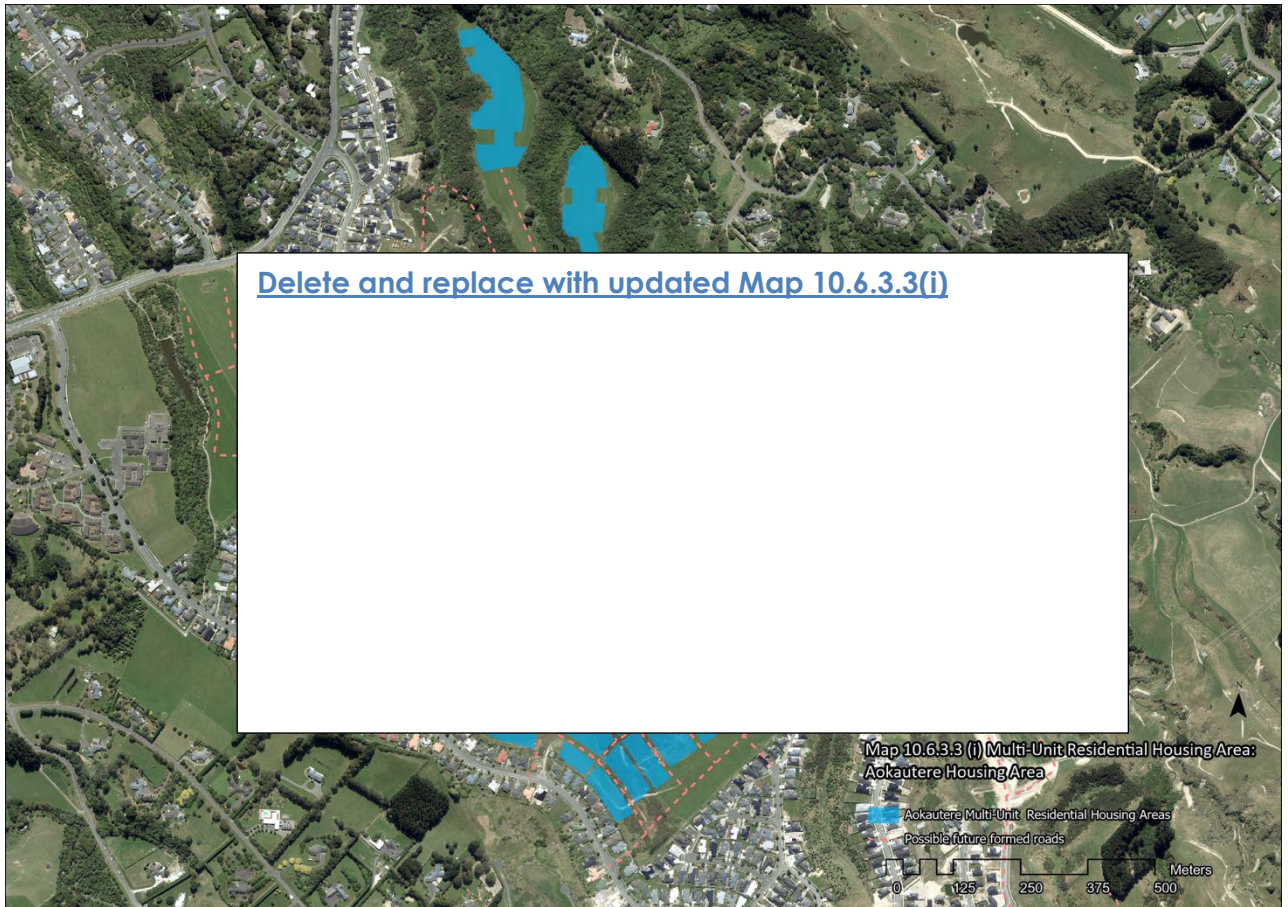 Delete and replace with updated Map 10.6.3.3(i)
N
Map 10.6.3.3 (i) Multi-Unit Residential Housing Area:
Aokautere Housing Area
Aokautere Multi-Unit Residential Housing Areas
Possible future formed roads
Meters
0 125 250 375 500